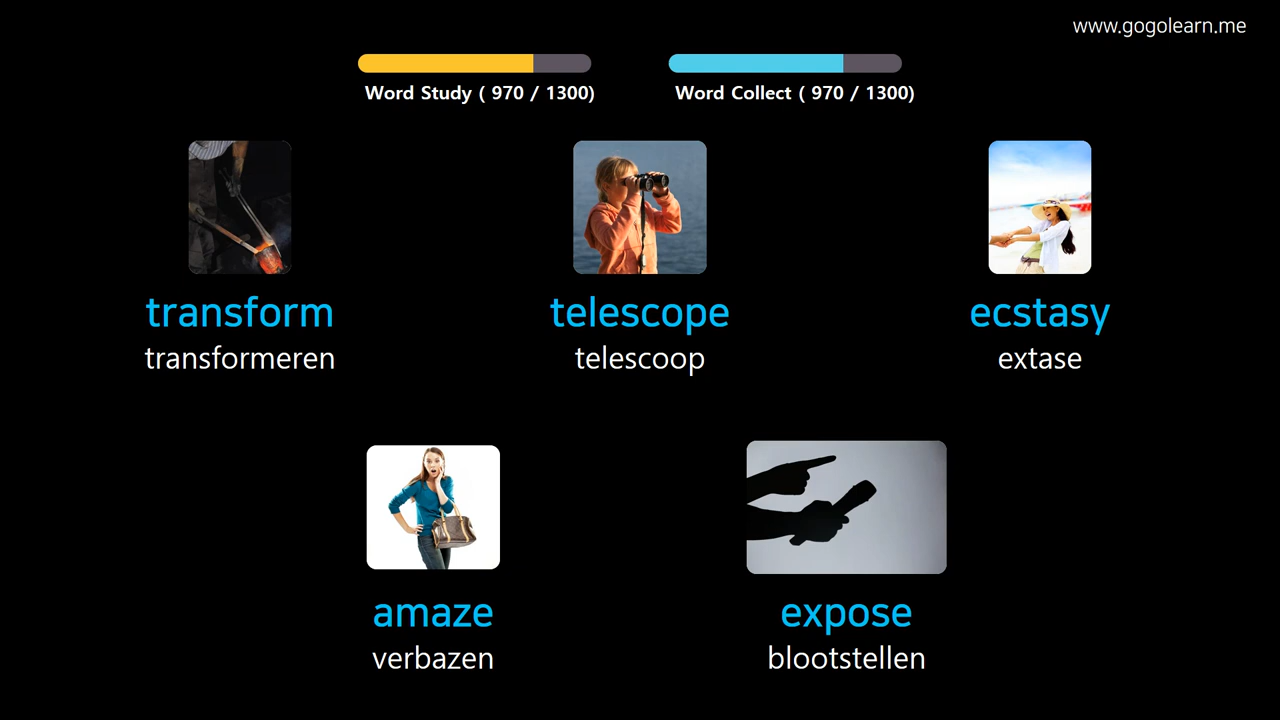 www.gogolearn.me
Word Study ( 970 / 1300)
Word Collect ( 970 / 1300)
transform
transformeren
telescope
telescoop
ecstasy
extase
amaze
verbazen
expose
blootstellen